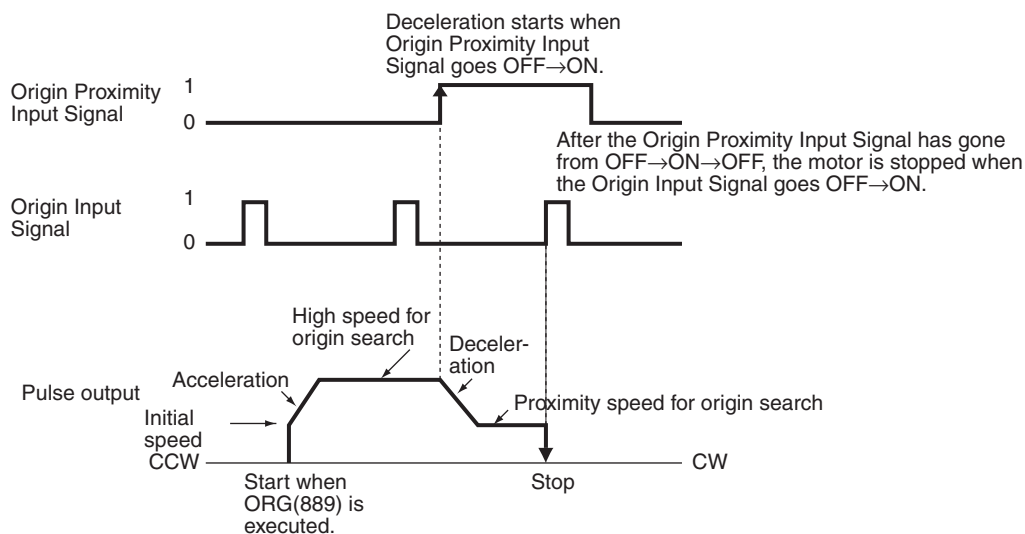 Deceleration starts when
Origin Proximity Input
Signal goes OFF→ON.
Origin Proximity
Input Signal
1
0
After the Origin Proximity Input Signal has gone
from OFF→ON→OFF, the motor is stopped when
the Origin Input Signal goes OFF→ON.
Origin Input
Signal
1
0
High speed for
origin search
Deceler-
ation
Pulse output
Acceleration
Proximity speed for origin search
Initial
speed
CCW
CW
Start when
ORG(889) is
executed.
Stop